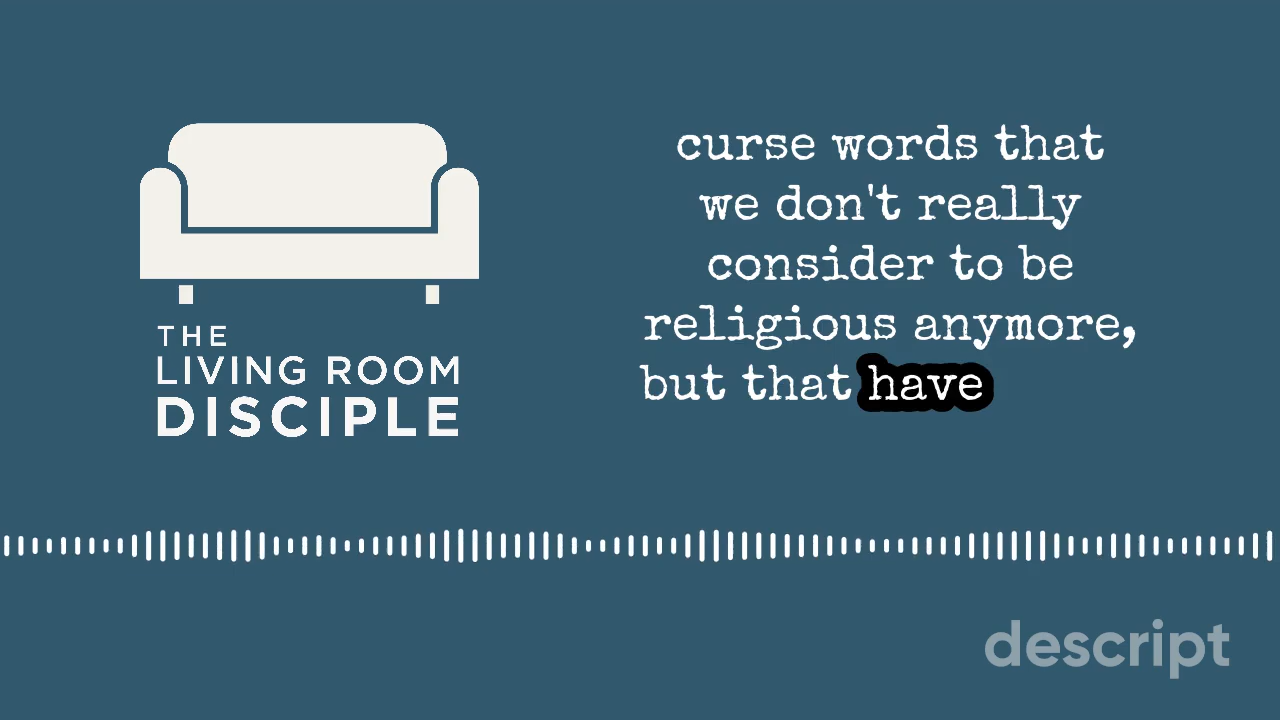 THE
LIVING ROOM
DISCIPLE
curse words that
we don't really
consider to be
religious anymore,
but that have
descript